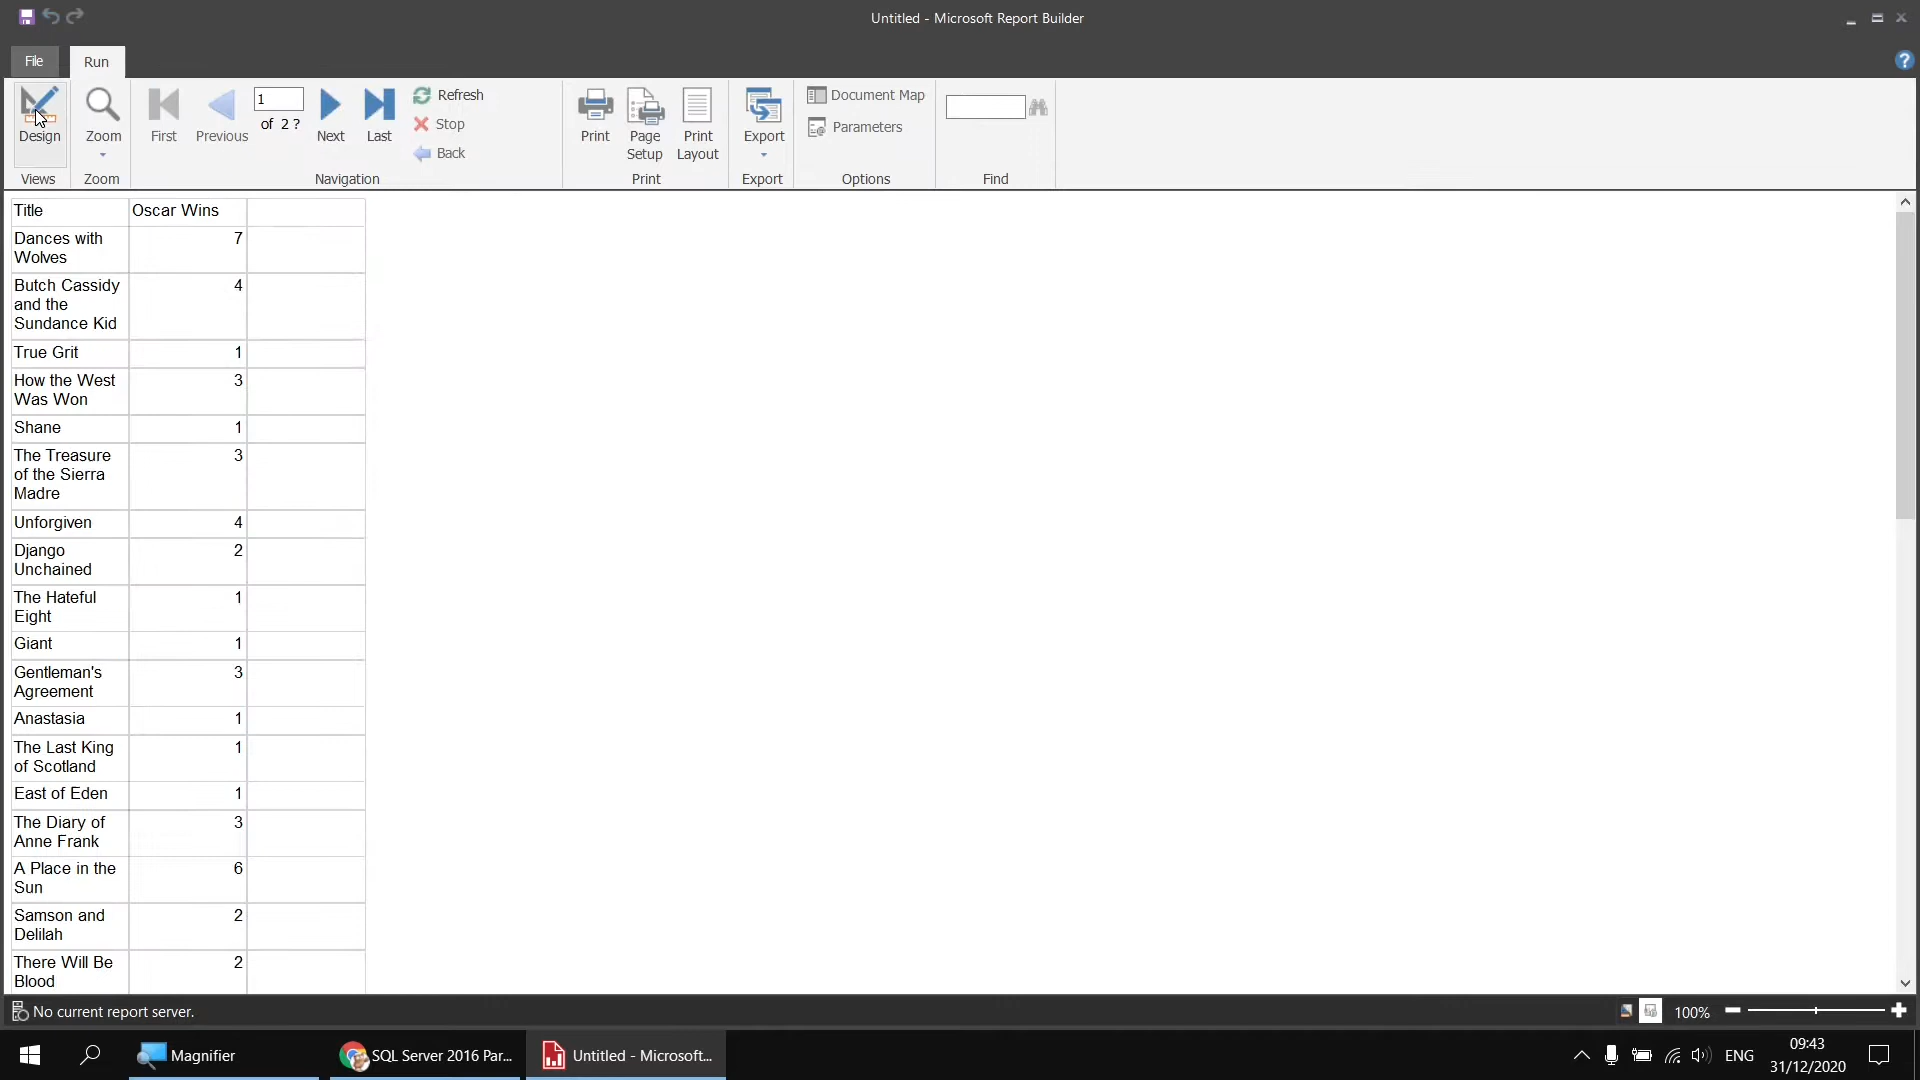 Untitled - Microsoft Report Builder
File
Run
Design
Views
Zoom
Zoom
First
Previous
1
of 2 ?
Next
Last
Refresh
Stop
Back
Navigation
Print
Page
Setup
Print
Layout
Print
Export
Export
Document Map
Parameters
Options
Find
Title Oscar Wins
Dances with
Wolves
7
Butch Cassidy
and the
Sundance Kid
4
True Grit 1
How the West
Was Won
3
Shane 1
The Treasure
of the Sierra
Madre
3
Unforgiven 4
Django
Unchained
2
The Hateful
Eight
1
Giant 1
Gentleman's
Agreement
3
Anastasia 1
The Last King
of Scotland
1
East of Eden 1
The Diary of
Anne Frank
3
A Place in the
Sun
6
Samson and
Delilah
2
There Will Be
Blood
2
No current report server.
100%
Magnifier
SQL Server 2016 Par...
Untitled - Microsoft...
ENG
09:43
31/12/2020